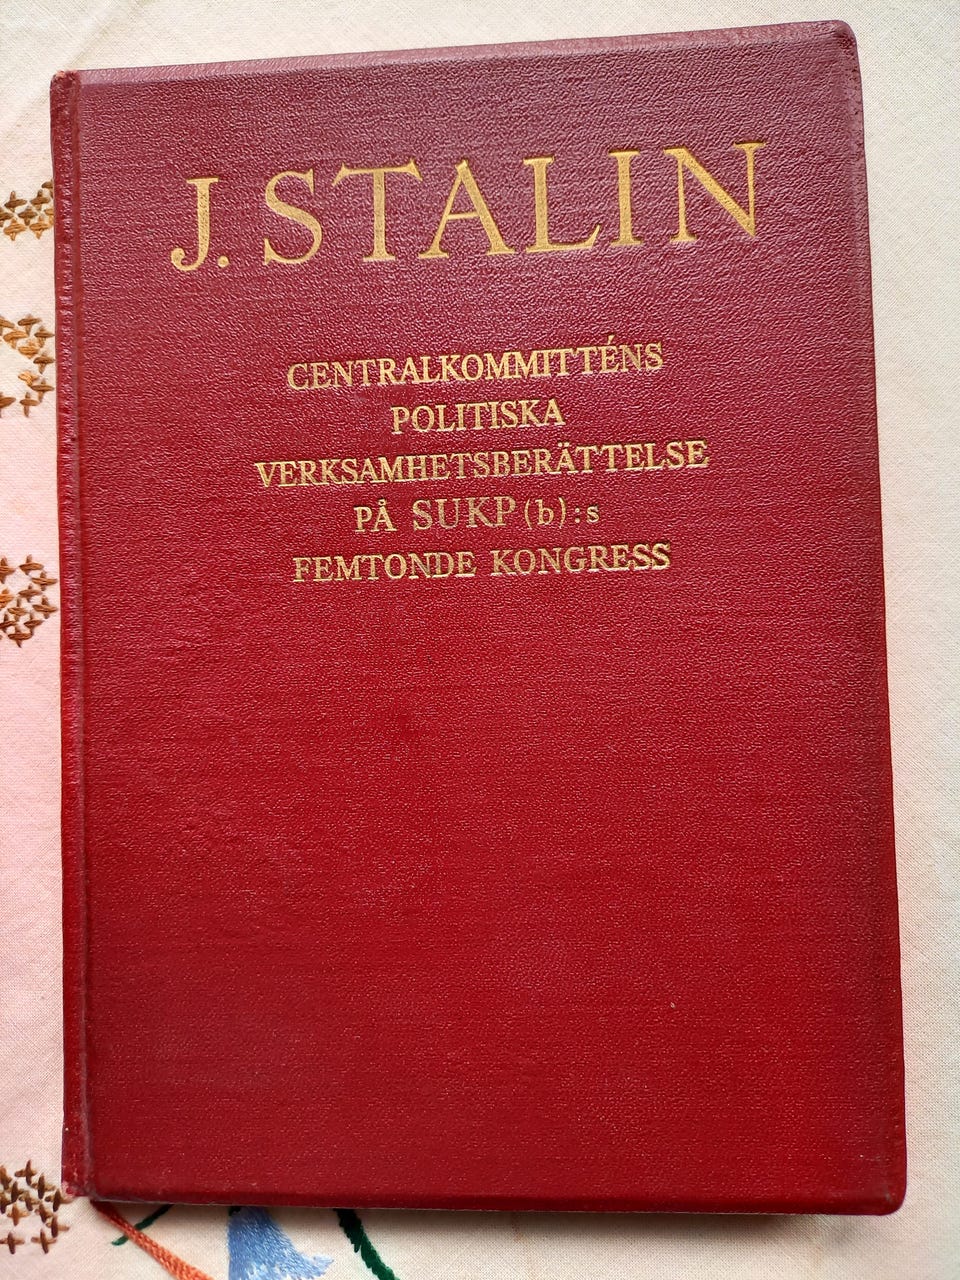 J. STALIN
CENTRALKOMMITTÉNS
POLITISKA
VERKSAMHETSBERÄTTELSE
PÅ SUKP(b):s
FEMTONDE KONGRESS